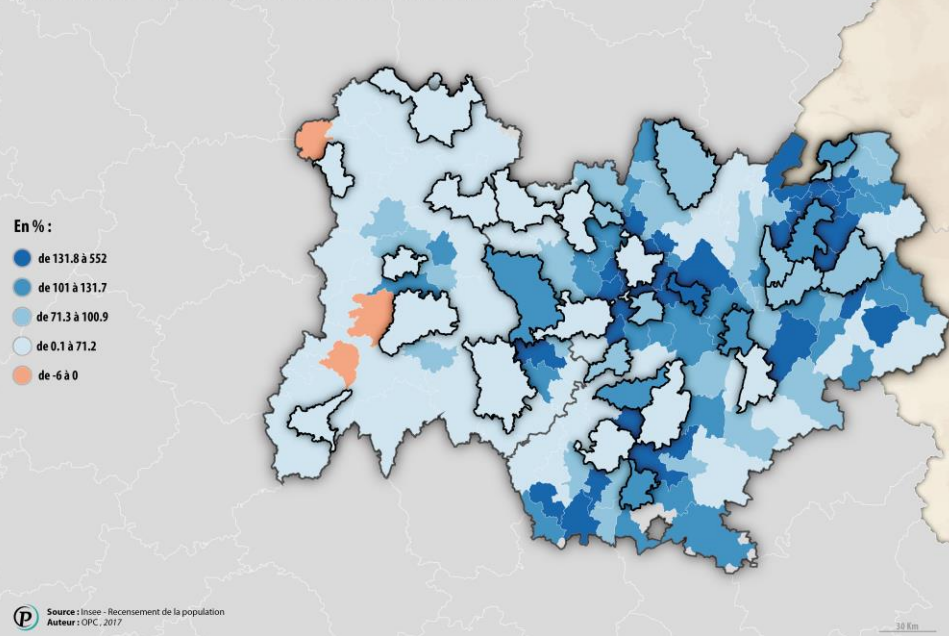 En % :
de 131.8 à 552
de 101 à 131.7
de 71.3 à 100.9
de 0.1 à 71.2
de -6 à 0
P
Source : Insee - Recensement de la population
Auteur : OPC , 2017
30 Km